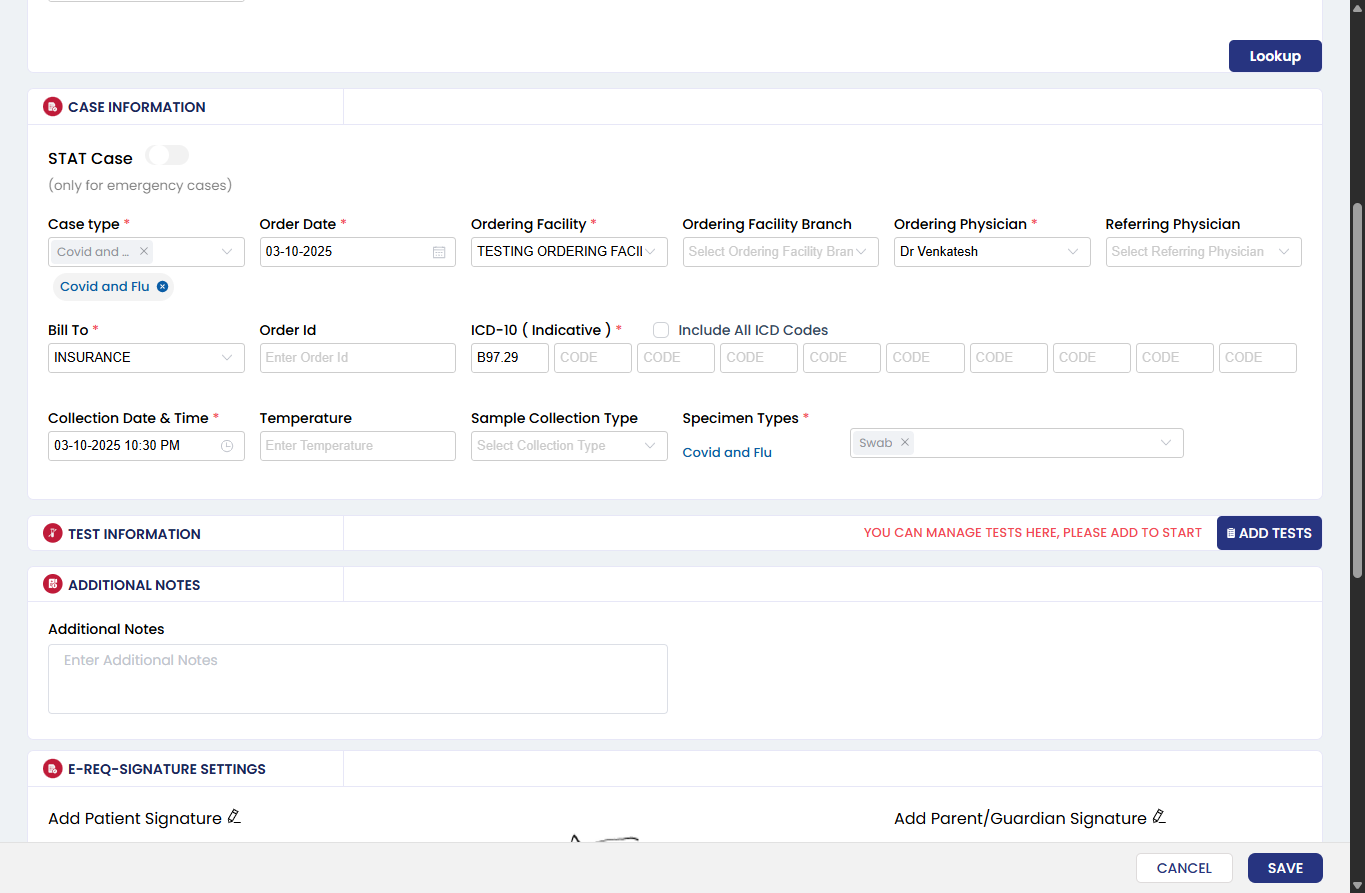 Lookup
CASE INFORMATION
STAT Case
(only for emergency cases)
Case type * Order Date * Ordering Facility * Ordering Facility Branch Ordering Physician * Referring Physician
Covid and ... 03-10-2025 TESTING ORDERING FACII Select Ordering Facility Bran Dr Venkatesh Select Referring Physician
Covid and Flu
Bill To * Order Id ICD-10 ( Indicative ) * Include All ICD Codes
INSURANCE Enter Order Id B97.29 CODE CODE CODE CODE CODE CODE CODE CODE CODE
Collection Date & Time * Temperature Sample Collection Type Specimen Types *
03-10-2025 10:30 PM Enter Temperature Select Collection Type Covid and Flu Swab
TEST INFORMATION YOU CAN MANAGE TESTS HERE, PLEASE ADD TO START ADD TESTS
ADDITIONAL NOTES
Additional Notes
Enter Additional Notes
E-REQ-SIGNATURE SETTINGS
Add Patient Signature Add Parent/Guardian Signature
CANCEL SAVE